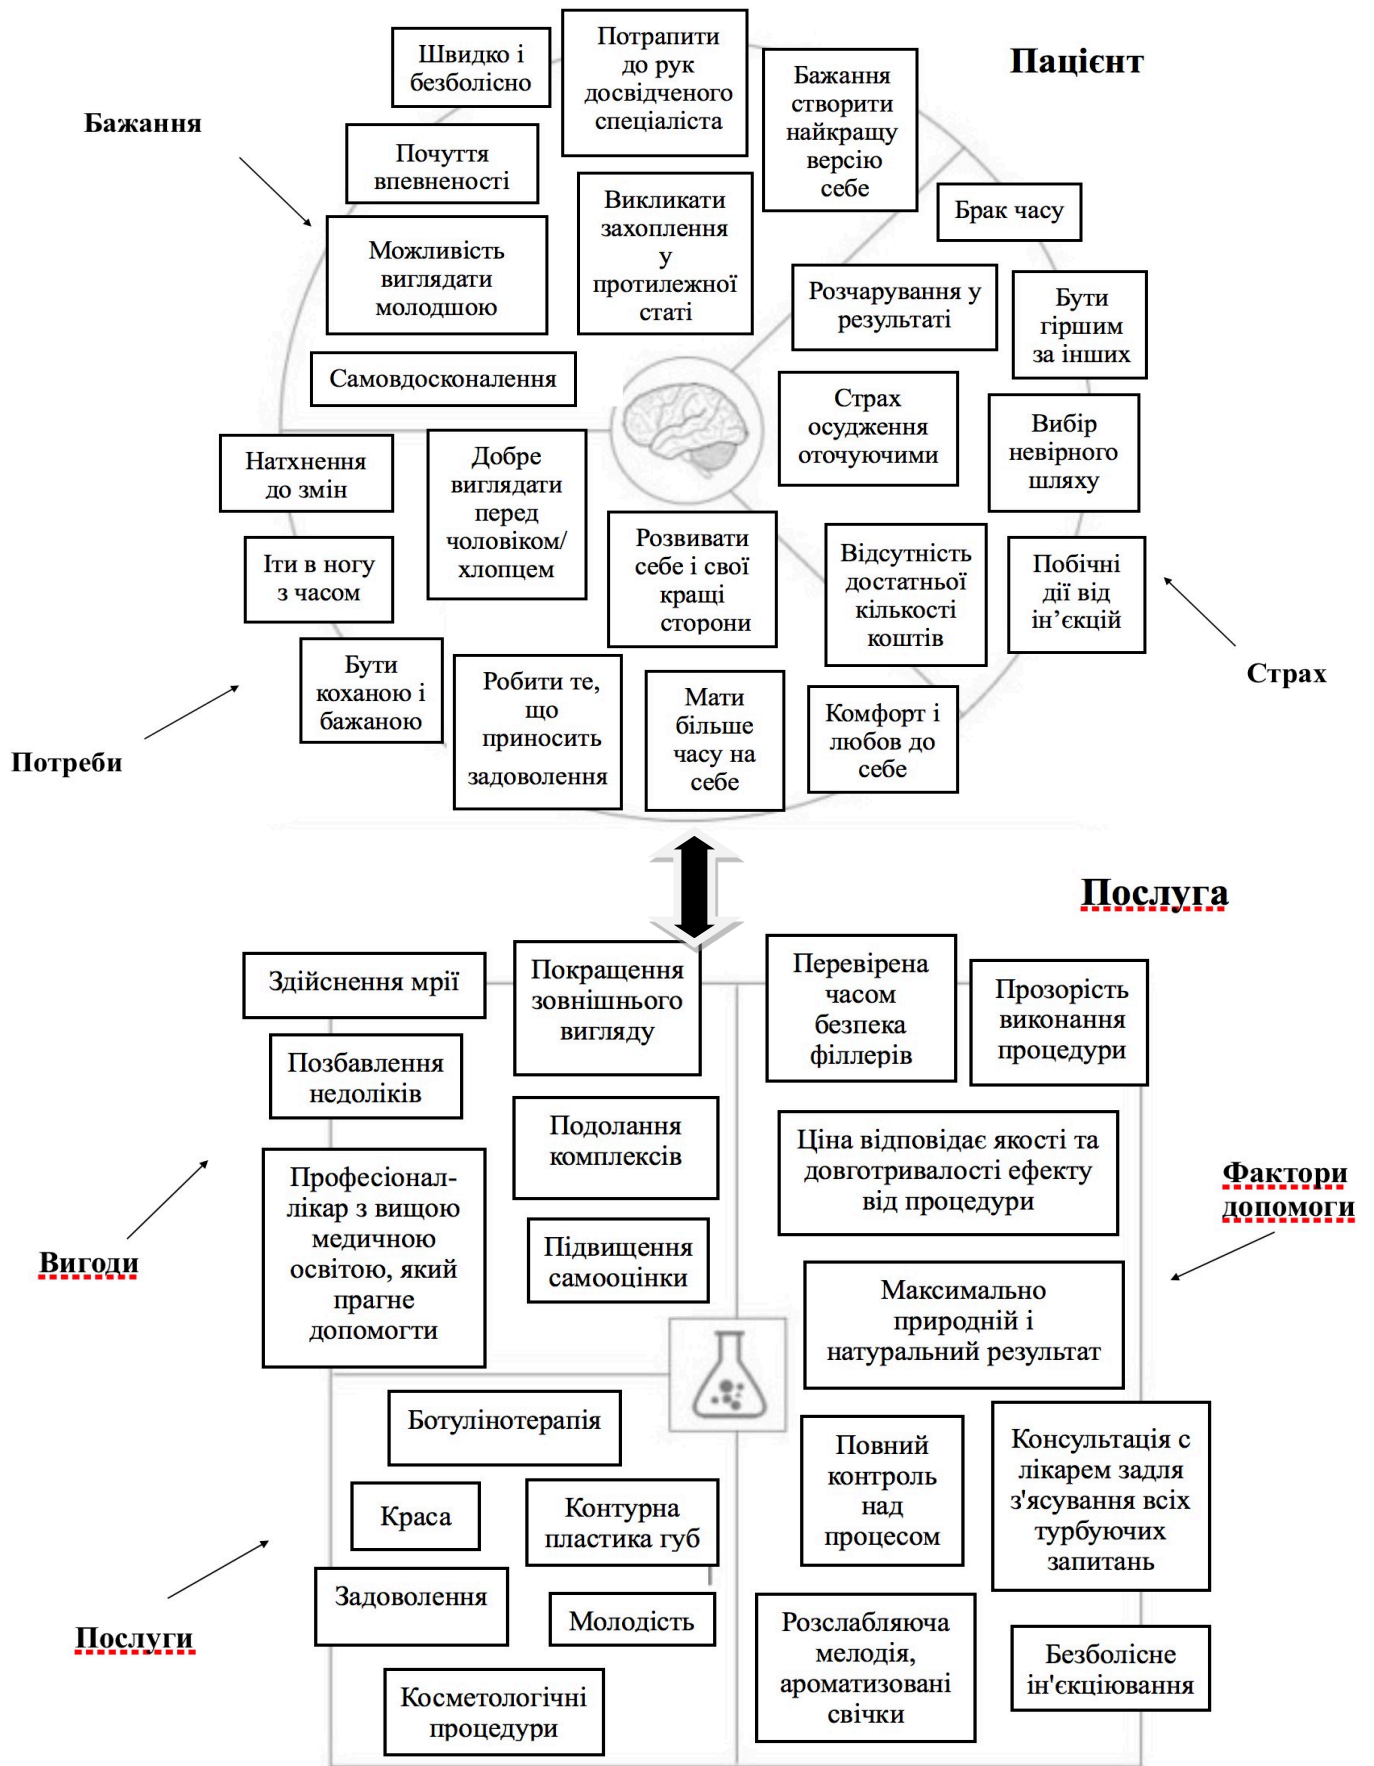 Пацієнт
Бажання
Швидко і
безболісно
Потрапити
до рук
досвідченого
спеціаліста
Бажання
створити
найкращу
версію
себе
Почуття
впевненості
Викликати
захоплення
у
протилежної
статі
Можливість
виглядати
молодшою
Самовдосконалення
Брак часу
Розчарування у
результаті
Бути
гіршим
за інших
Страх
осудження
оточуючими
Вибір
невірного
шляху
Відсутність
достатньої
кількості
коштів
Побічні
дії від
ін’єкцій
Страх
Натхнення
до змін
Добре
виглядати
перед
чоловіком/
хлопцем
Іти в ногу
з часом
Розвивати
себе і свої
кращі
сторони
Бути
коханою і
бажаною
Робити те,
що
приносить
задоволення
Мати
більше
часу на
себе
Комфорт і
любов до
себе
Потреби
Послуга
Здійснення мрії
Покращення
зовнішнього
вигляду
Позбавлення
недоліків
Подолання
комплексів
Професіонал-
лікар з вищою
медичною
освітою, який
прагне
допомогти
Підвищення
самооцінки
Вигоди
Перевірена
часом
безпека
філлерів
Прозорість
виконання
процедури
Ціна відповідає якості та
довготривалості ефекту
від процедури
Фактори
допомоги
Максимально
природній і
натуральний результат
Повний
контроль
над
процесом
Консультація с
лікарем задля
з'ясування всіх
турбуючих
запитань
Розслабляюча
мелодія,
ароматизовані
свічки
Безболісне
ін'єкціювання
Ботулінотерапія
Краса
Контурна
пластика губ
Задоволення
Молодість
Косметологічні
процедури
Послуги